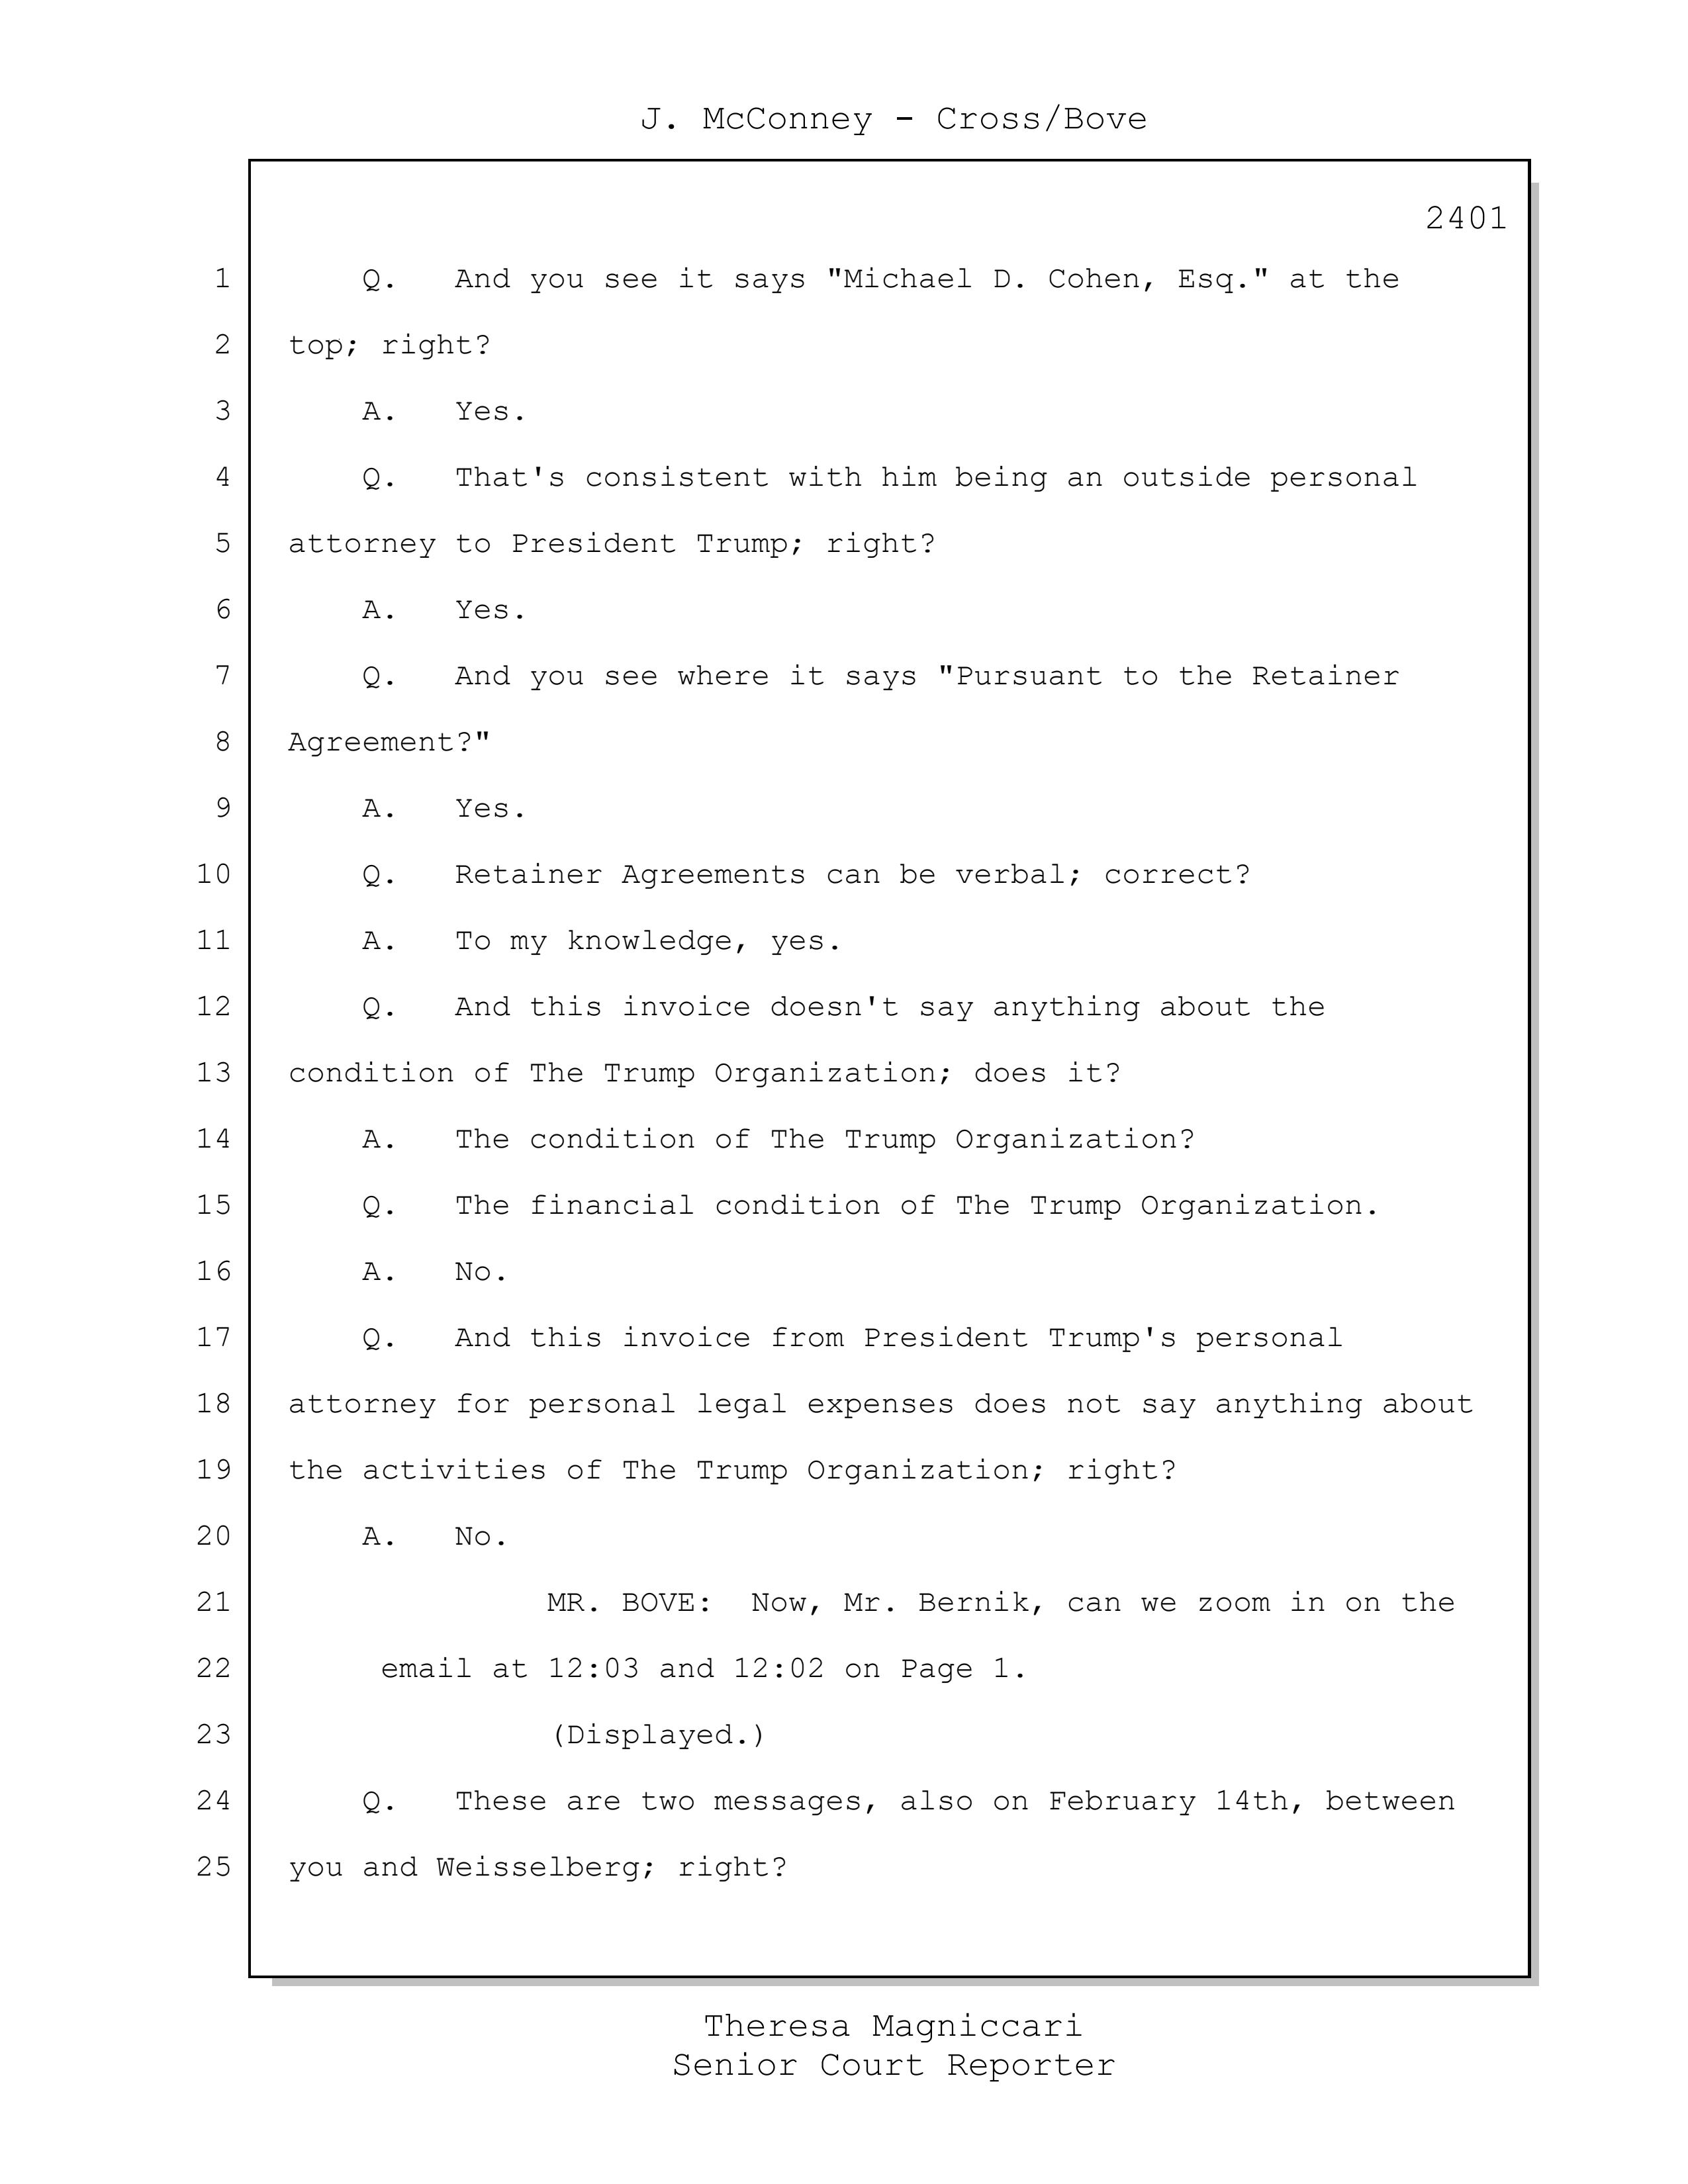 J. McConney - Cross/Bove
2401
1 Q. And you see it says "Michael D. Cohen, Esq." at the
2 top; right?
3 A. Yes.
4 Q. That's consistent with him being an outside personal
5 attorney to President Trump; right?
6 A. Yes.
7 Q. And you see where it says "Pursuant to the Retainer
8 Agreement?"
9 A. Yes.
10 Q. Retainer Agreements can be verbal; correct?
11 A. To my knowledge, yes.
12 Q. And this invoice doesn't say anything about the
13 condition of The Trump Organization; does it?
14 A. The condition of The Trump Organization?
15 Q. The financial condition of The Trump Organization.
16 A. No.
17 Q. And this invoice from President Trump's personal
18 attorney for personal legal expenses does not say anything about
19 the activities of The Trump Organization; right?
20 A. No.
21 MR. BOVE: Now, Mr. Bernik, can we zoom in on the
22 email at 12:03 and 12:02 on Page 1.
23 (Displayed.)
24 Q. These are two messages, also on February 14th, between
25 you and Weisselberg; right?
Theresa Magniccari
Senior Court Reporter